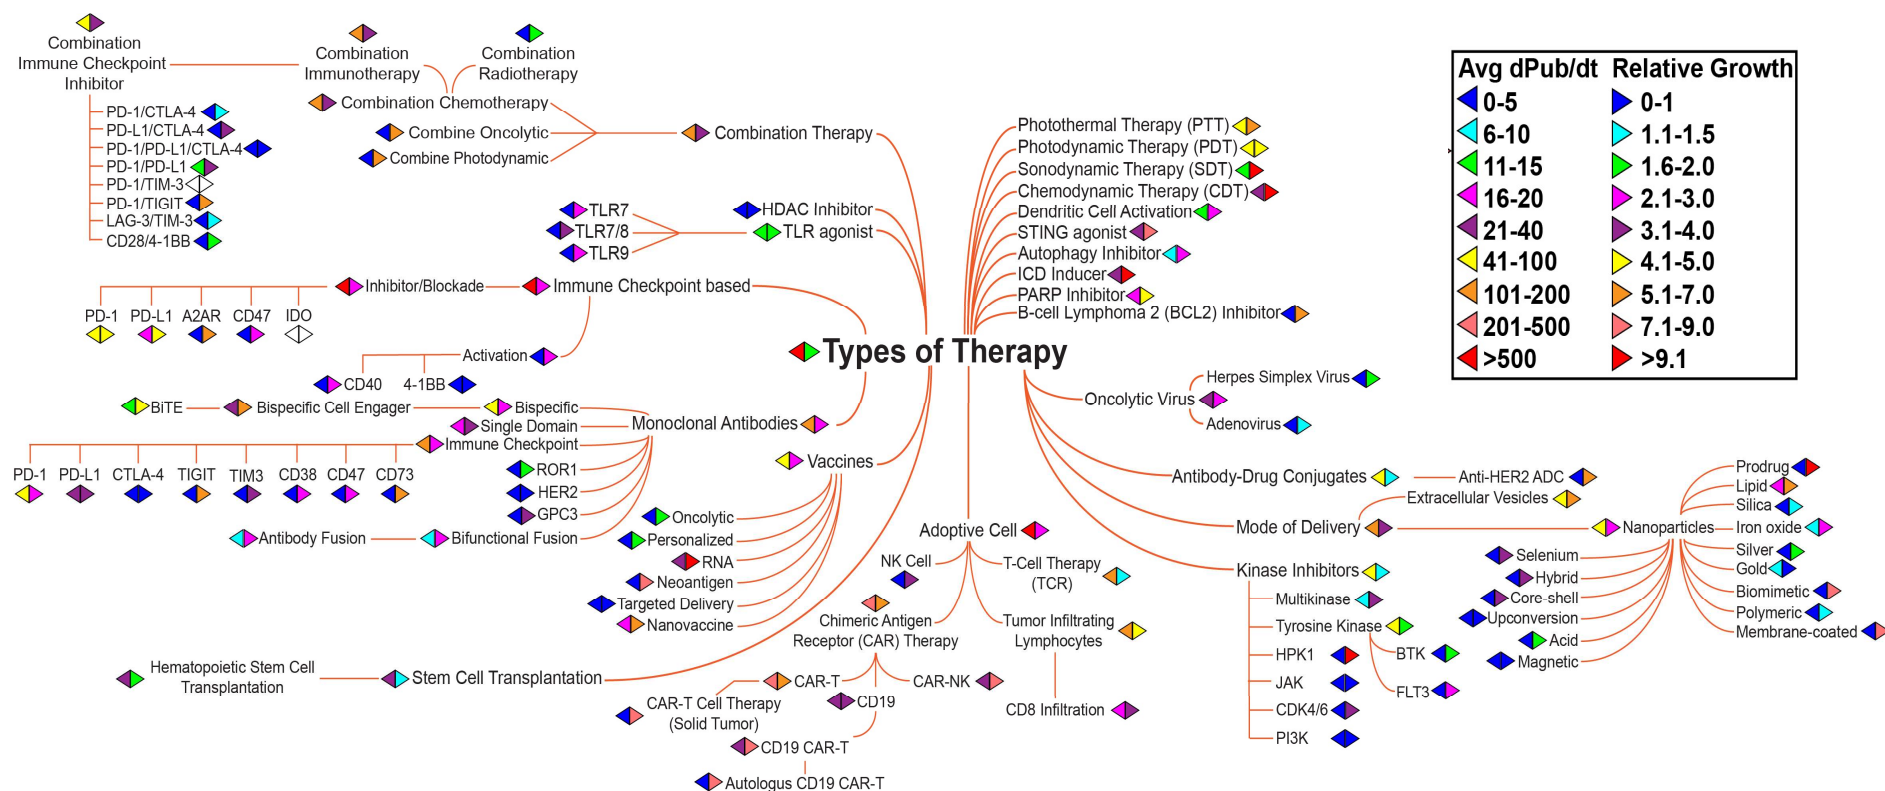 Combination
Immune Checkpoint
Inhibitor
PD-1/CTLA-4
PD-L1/CTLA-4
PD-1/PD-L1/CTLA-4
PD-1/PD-L1
PD-1/TIM-3
PD-1/TIGIT
LAG-3/TIM-3
CD28/4-1BB
Combination
Immunotherapy
Combination
Radiotherapy
Combination Chemotherapy
Combine Oncolytic
Combine Photodynamic
Combination Therapy
HDAC Inhibitor
TLR agonist
TLR7
TLR7/8
TLR9
Immune Checkpoint based
Inhibitor/Blockade
PD-1
PD-L1
A2AR
CD47
IDO
Activation
CD40
4-1BB
Types of Therapy
Monoclonal Antibodies
Bispecific
Bispecific Cell Engager
BiTE
Single Domain
Immune Checkpoint
PD-1
PD-L1
CTLA-4
TIGIT
TIM3
CD38
CD47
CD73
ROR1
HER2
GPC3
Bifunctional Fusion
Antibody Fusion
Vaccines
Oncolytic
Personalized
RNA
Neoantigen
Targeted Delivery
Nanovaccine
Stem Cell Transplantation
Hematopoietic Stem Cell
Transplantation
Photothermal Therapy (PTT)
Photodynamic Therapy (PDT)
Sonodynamic Therapy (SDT)
Chemodynamic Therapy (CDT)
Dendritic Cell Activation
STING agonist
Autophagy Inhibitor
ICD Inducer
PARP Inhibitor
B-cell Lymphoma 2 (BCL2) Inhibitor
Oncolytic Virus
Herpes Simplex Virus
Adenovirus
Antibody-Drug Conjugates
Anti-HER2 ADC
Mode of Delivery
Extracellular Vesicles
Nanoparticles
Prodrug
Lipid
Silica
Iron oxide
Silver
Gold
Biomimetic
Polymeric
Membrane-coated
Selenium
Hybrid
Core-shell
Upconversion
Acid
Magnetic
Kinase Inhibitors
Multikinase
Tyrosine Kinase
BTK
FLT3
HPK1
JAK
CDK4/6
PI3K
Adoptive Cell
NK Cell
T-Cell Therapy
(TCR)
Chimeric Antigen
Receptor (CAR) Therapy
Tumor Infiltrating
Lymphocytes
CD8 Infiltration
CAR-T
CAR-NK
CD19
CAR-T Cell Therapy
(Solid Tumor)
CD19 CAR-T
Autologus CD19 CAR-T
Avg dPub/dt Relative Growth
0-5 0-1
6-10 1.1-1.5
11-15 1.6-2.0
16-20 2.1-3.0
21-40 3.1-4.0
41-100 4.1-5.0
101-200 5.1-7.0
201-500 7.1-9.0
>500 >9.1